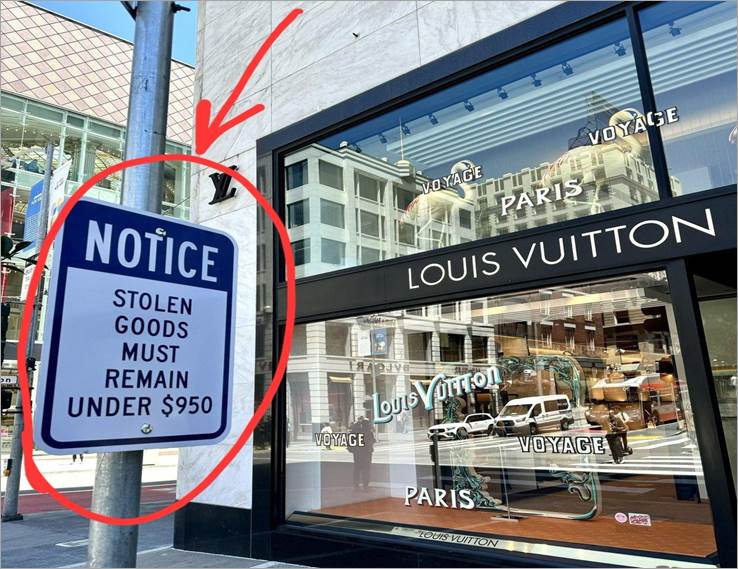 NOTICE
STOLEN
GOODS
MUST
REMAIN
UNDER $950
LV
VOYAGE
VOYAGE
PARIS
LOUIS VUITTON
LOUIS VUITTON
VOYAGE
VOYAGE
PARIS
LOUIS VUITTON